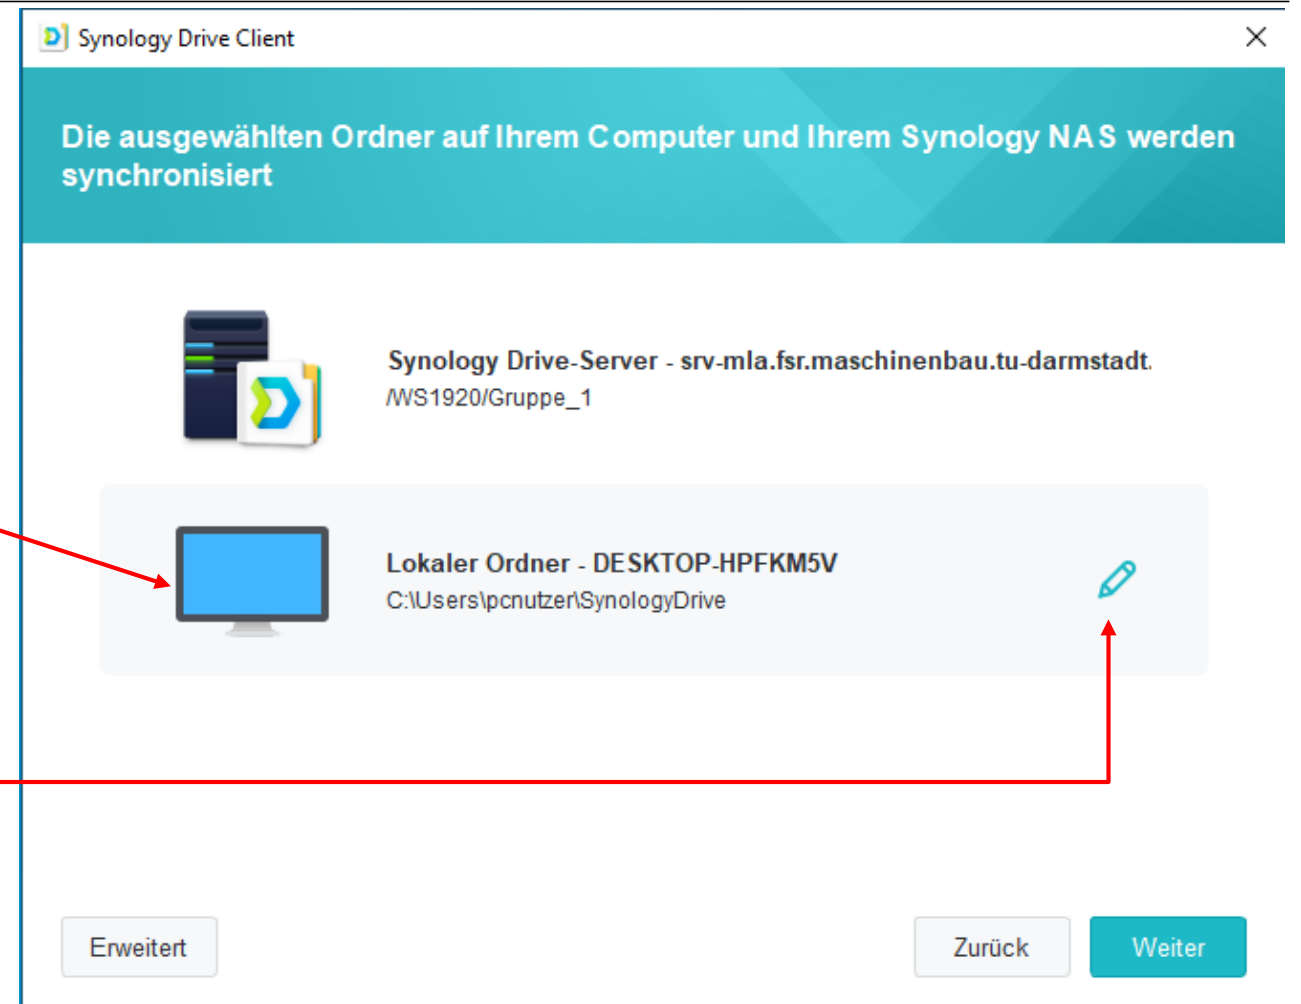 Synology Drive Client
Die ausgewählten Ordner auf Ihrem Computer und Ihrem Synology NAS werden
synchronisiert
Synology Drive-Server - srv-mla.fsr.maschinenbau.tu-darmstadt.
/WS1920/Gruppe_1
Lokaler Ordner - DESKTOP-HPFKM5V
C:\Users\pcnutzer\SynologyDrive
Erweitert
Zurück
Weiter